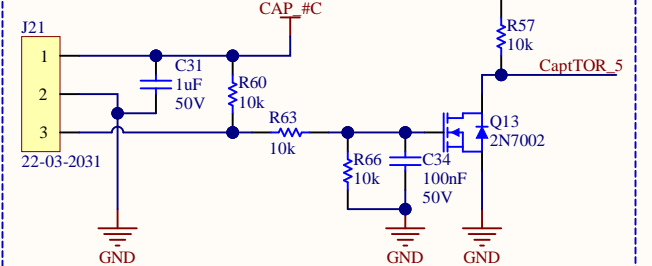 CAP_#C
J21
1
2
3
22-03-2031
C31
1uF
50V
R60
10k
R63
10k
R66
10k
C34
100nF
50V
R57
10k
CaptTOR_5
Q13
2N7002
GND
GND
GND